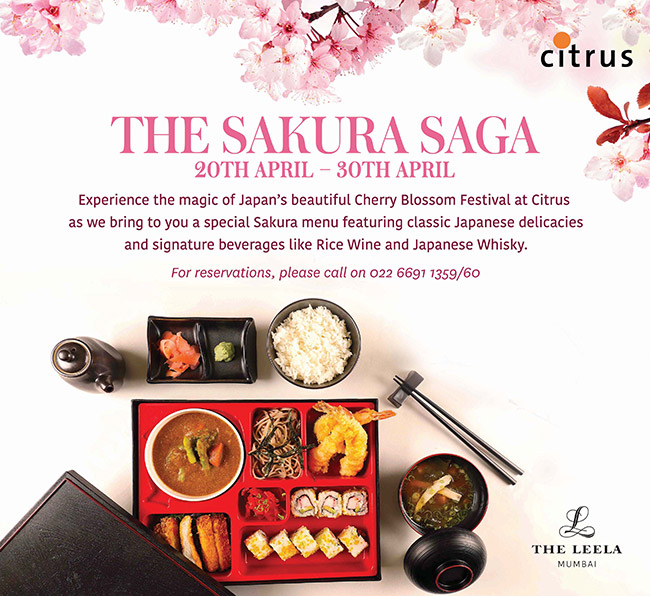 citrus
THE SAKURA SAGA
20TH APRIL – 30TH APRIL
Experience the magic of Japan's beautiful Cherry Blossom Festival at Citrus
as we bring to you a special Sakura menu featuring classic Japanese delicacies
and signature beverages like Rice Wine and Japanese Whisky.
For reservations, please call on 022 6691 1359/60
L
THE LEELA
MUMBAI